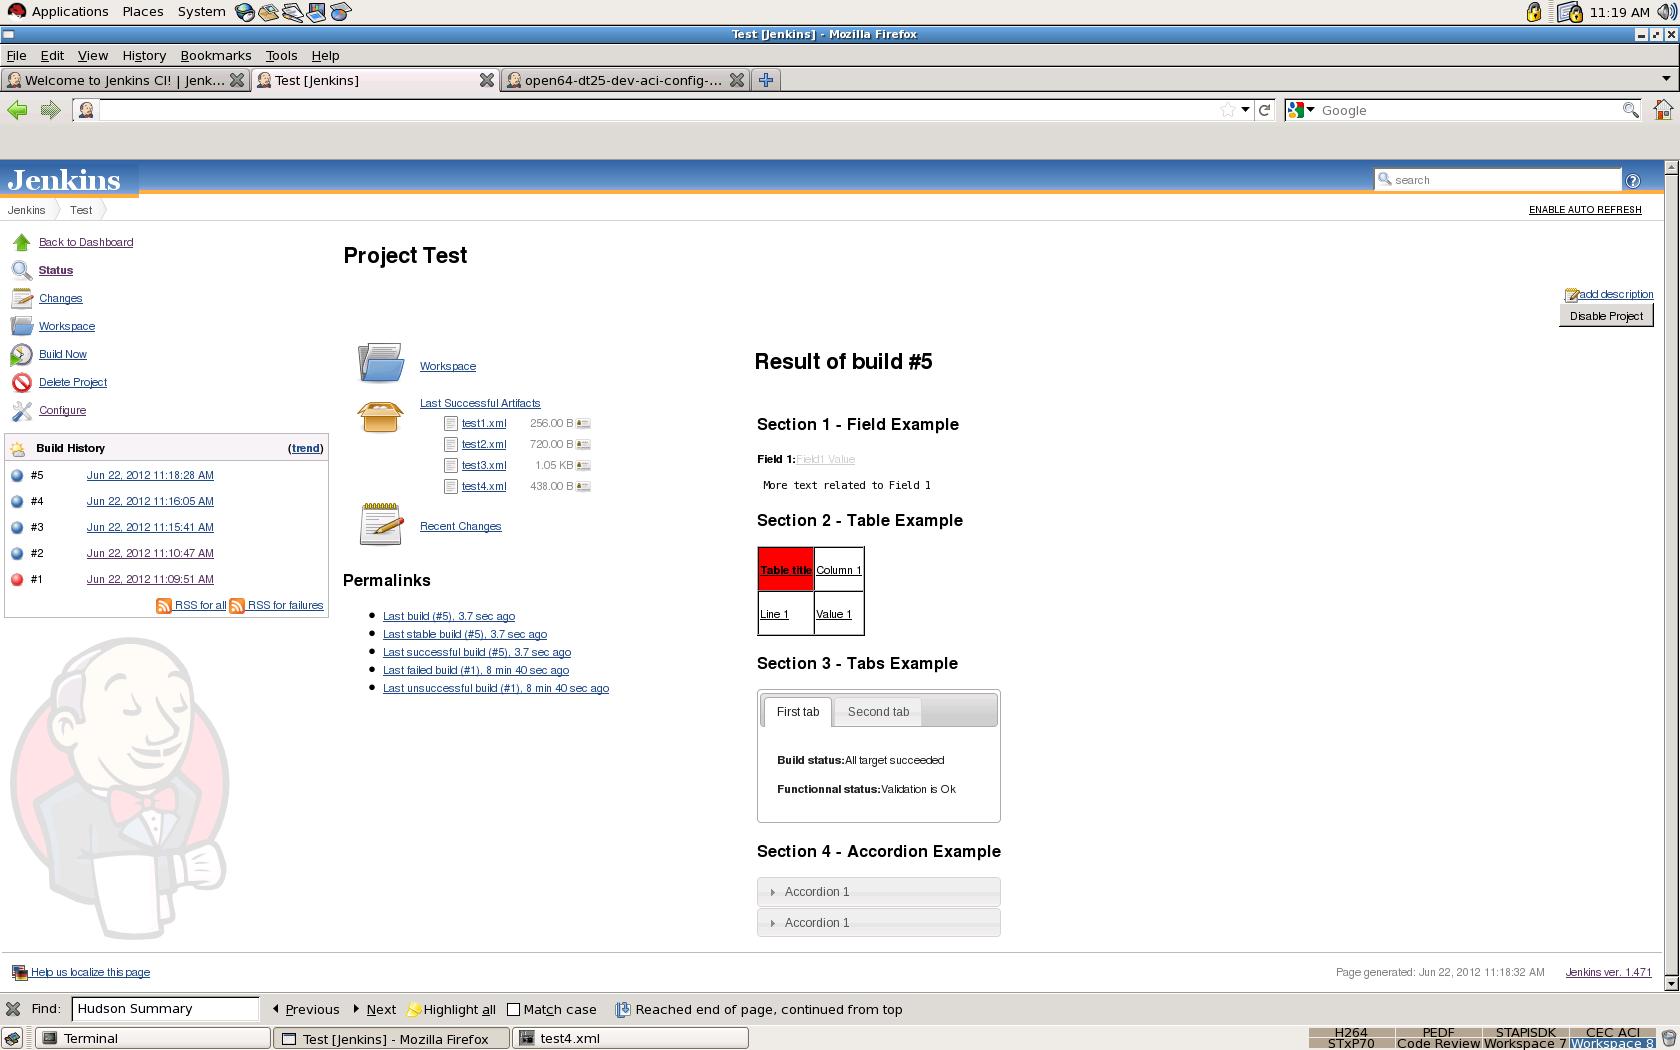 Applications Places System 11:19 AM
Test [Jenkins] - Mozilla Firefox
File Edit View History Bookmarks Tools Help
Welcome to Jenkins CI! | Jenk... Test [Jenkins] open64-dt25-dev-aci-config-...
Google
Jenkins search
Jenkins Test ENABLE AUTO REFRESH
Back to Dashboard
Status
Changes
Workspace
Build Now
Delete Project
Configure
Build History (trend)
#5 Jun 22, 2012 11:18:28 AM
#4 Jun 22, 2012 11:16:05 AM
#3 Jun 22, 2012 11:15:41 AM
#2 Jun 22, 2012 11:10:47 AM
#1 Jun 22, 2012 11:09:51 AM
RSS for all RSS for failures
Project Test
add description
Disable Project
Workspace
Last Successful Artifacts
test1.xml 256.00 B
test2.xml 720.00 B
test3.xml 1.05 KB
test4.xml 438.00 B
Recent Changes
Permalinks
Last build (#5), 3.7 sec ago
Last stable build (#5), 3.7 sec ago
Last successful build (#5), 3.7 sec ago
Last failed build (#1), 8 min 40 sec ago
Last unsuccessful build (#1), 8 min 40 sec ago
Result of build #5
Section 1 - Field Example
Field 1:Field1 Value
More text related to Field 1
Section 2 - Table Example
Table title Column 1
Line 1 Value 1
Section 3 - Tabs Example
First tab Second tab
Build status:All target succeeded
Functionnal status:Validation is Ok
Section 4 - Accordion Example
Accordion 1
Accordion 1
Help us localize this page Page generated: Jun 22, 2012 11:18:32 AM Jenkins ver. 1.471
Find: Hudson Summary Previous Next Highlight all Match case Reached end of page, continued from top
Terminal Test [Jenkins] - Mozilla Firefox test4.xml
H264 PEDF STAPISDK CEC ACI
STxP70 Code Review Workspace 7 Workspace 8